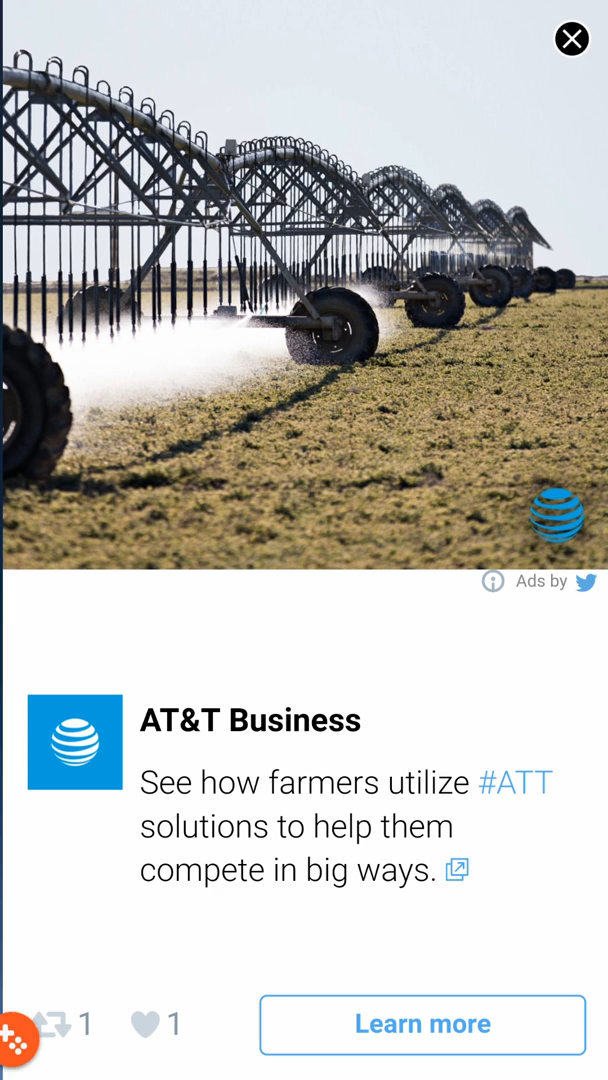 Ads by
AT&T Business
See how farmers utilize #ATT
solutions to help them
compete in big ways.
1
1
Learn more